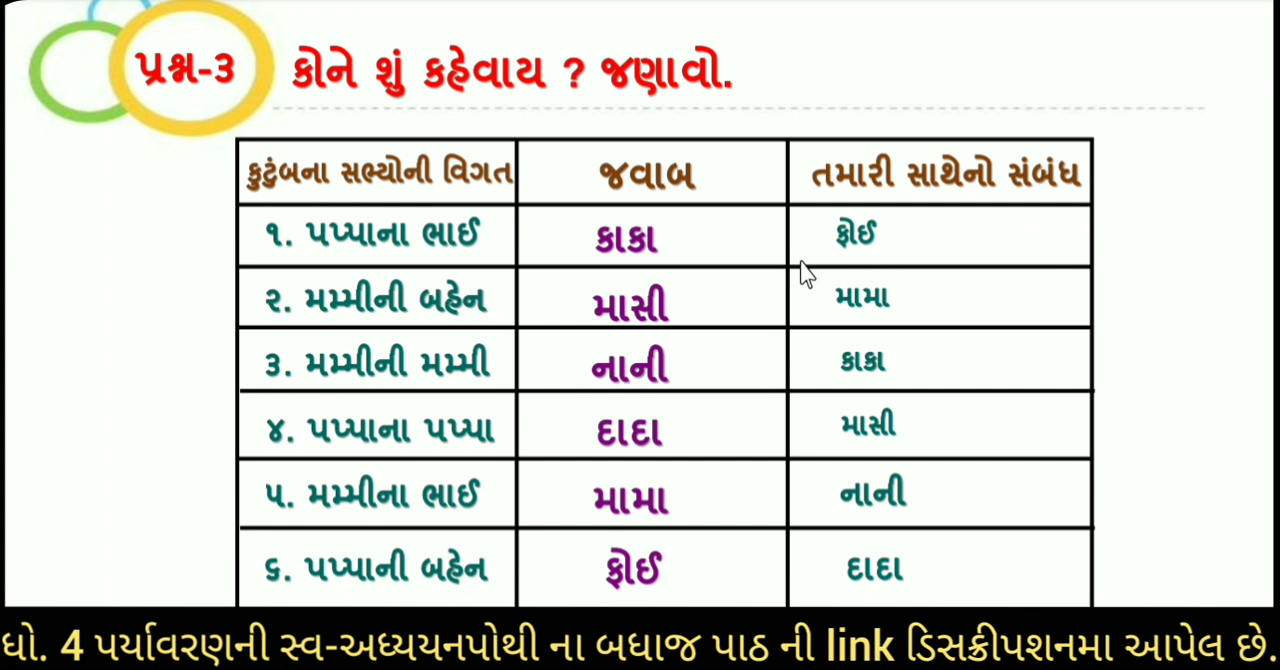 પ્રશ્ન-૩ કોને શું કહેવાય ? જણાવો.
કુટુંબના સભ્યોની વિગત જવાબ તમારી સાથેનો સંબંધ
૧. પપ્પાના ભાઈ કાકા ફોઈ
૨. મમ્મીની બહેન માસી મામા
૩. મમ્મીની મમ્મી નાની કાકા
૪. પપ્પાના પપ્પા દાદા માસી
૫. મમ્મીના ભાઈ મામા નાની
૬. પપ્પાની બહેન ફોઈ દાદા
ધો. 4 પર્યાવરણની સ્વ-અધ્યયનપોથી ના બધાજ પાઠ ની link ડિસક્રીપશનમા આપેલ છે.